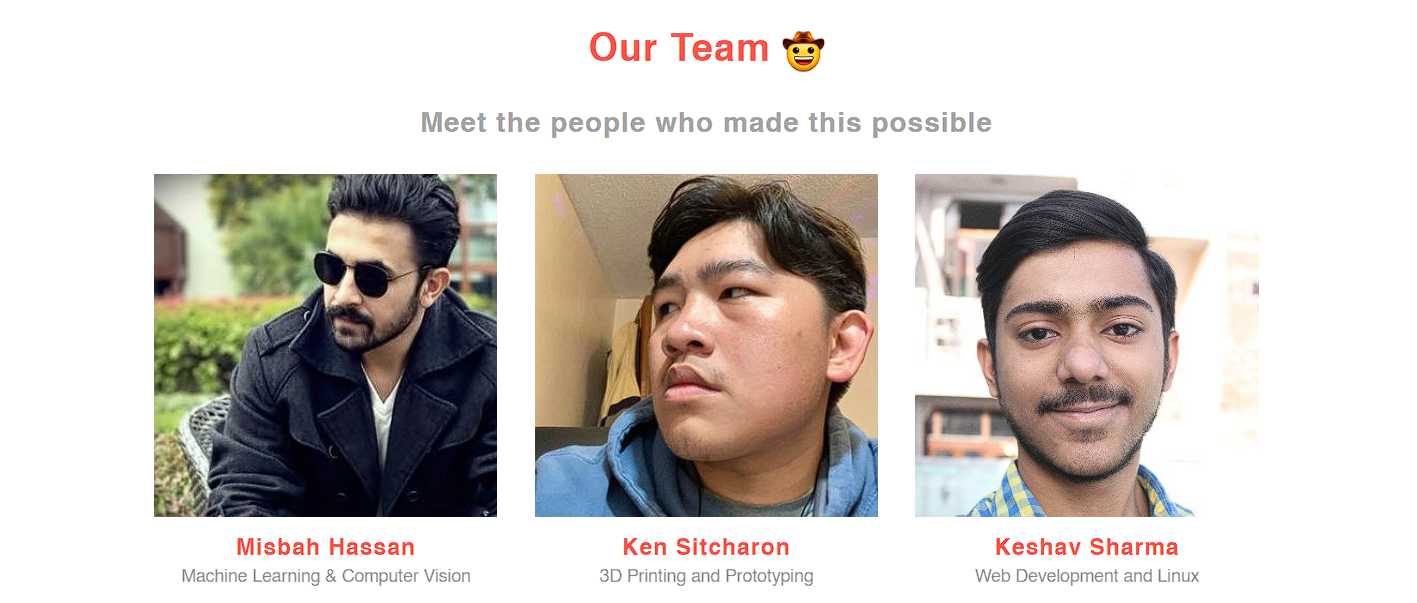 Our Team 🤠
Meet the people who made this possible
Misbah Hassan
Machine Learning & Computer Vision
Ken Sitcharon
3D Printing and Prototyping
Keshav Sharma
Web Development and Linux